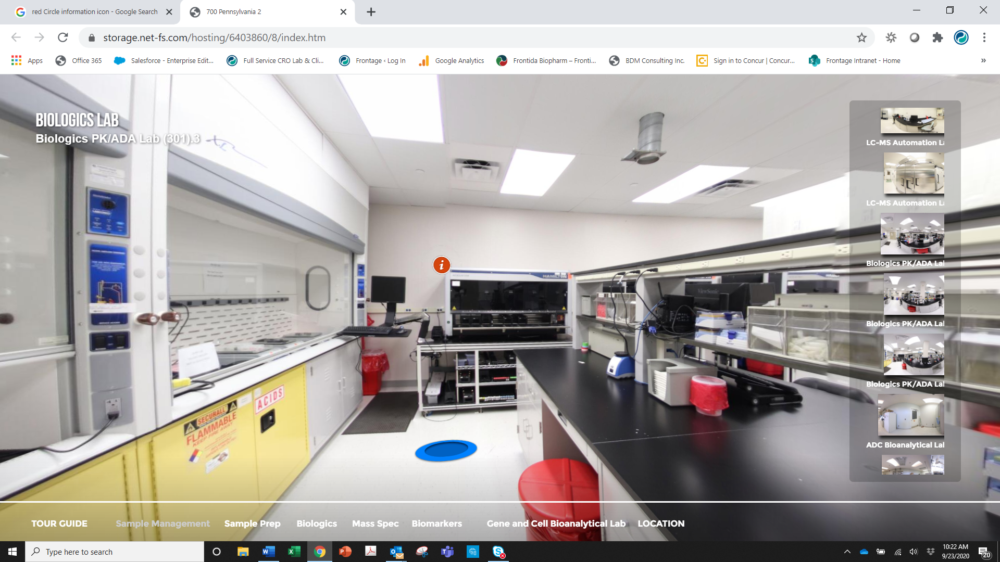 red Circle information icon - Google Search
700 Pennsylvania 2
storage.net-fs.com/hosting/6403860/8/index.htm
Apps
Office 365
Salesforce - Enterprise Edit...
Full Service CRO Lab & Cli...
Frontage ‹ Log In
Google Analytics
Frontida Biopharm – Fronti...
BDM Consulting Inc.
Sign in to Concur | Concur...
Frontage Intranet - Home
»
BIOLOGICS LAB
Biologics PK/ADA Lab (301).3
LC-MS Automation La
LC-MS Automation La
Biologics PK/ADA Lal
Biologics PK/ADA Lal
Biologics PK/ADA Lal
ADC Bioanalytical Lal
i
HAMILTON
ViewSonic
ACIDS
SECURALL
FLAMMABLE
KEEP FIRE AWAY
TOUR GUIDE
Sample Management
Sample Prep
Biologics
Mass Spec
Biomarkers
Gene and Cell Bioanalytical Lab
LOCATION
Type here to search
10:22 AM
9/23/2020
20